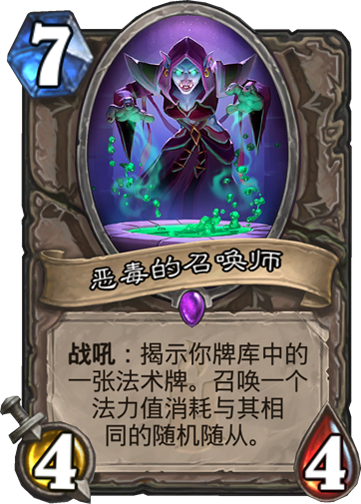 7
恶毒的召唤师
战吼：揭示你牌库中的
一张法术牌。召唤一个
法力值消耗与其相
同的随机随从。
4
4